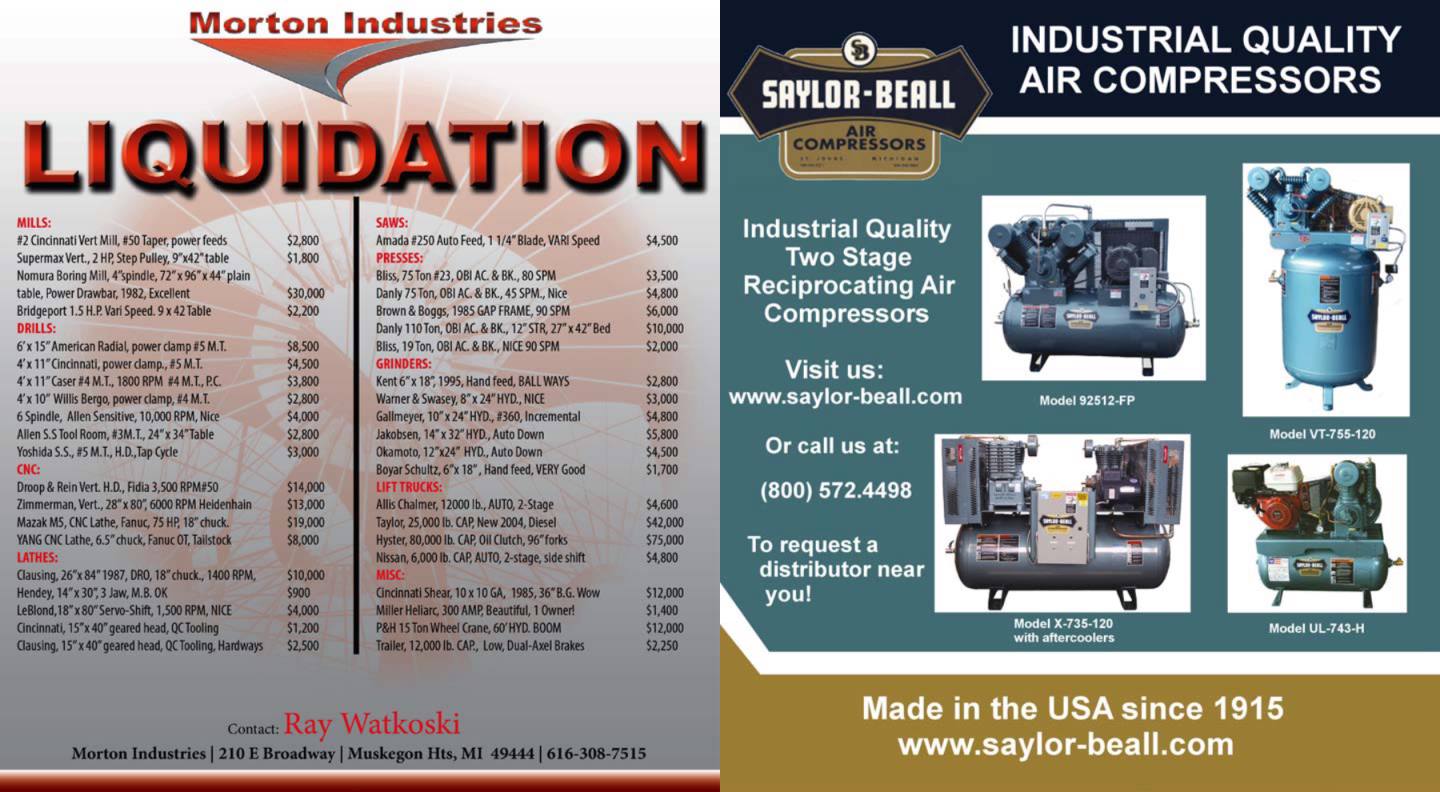 Morton Industries
LIQUIDATION
MILLS:
#2 Cincinnati Vert Mill, #50 Taper, power feeds $2,800
Supermax Vert., 2 HP, Step Pulley, 9"x42" table $1,800
Nomura Boring Mill, 4"spindle, 72" x 96" x 44" plain
table, Power Drawbar, 1982, Excellent $30,000
Bridgeport 1.5 H.P. Vari Speed. 9 x 42 Table $2,200
DRILLS:
6' x 15" American Radial, power clamp #5 M.T. $8,500
4' x 11" Cincinnati, power clamp., #5 M.T. $4,500
4' x 11" Caser #4 M.T., 1800 RPM #4 M.T., P.C. $3,800
4' x 10" Willis Bergo, power clamp, #4 M.T. $2,800
6 Spindle, Allen Sensitive, 10,000 RPM, Nice $4,000
Allen S.S Tool Room, #3M.T., 24" x 34" Table $2,800
Yoshida S.S., #5 M.T., H.D.,Tap Cycle $3,000
CNC:
Droop & Rein Vert. H.D., Fidia 3,500 RPM#50 $14,000
Zimmerman, Vert., 28" x 80", 6000 RPM Heidenhain $13,000
Mazak M5, CNC Lathe, Fanuc, 75 HP, 18" chuck. $19,000
YANG CNC Lathe, 6.5" chuck, Fanuc OT, Tailstock $8,000
LATHES:
Clausing, 26"x 84" 1987, DRO, 18" chuck., 1400 RPM, $10,000
Hendey, 14" x 30", 3 Jaw, M.B. OK $900
LeBlond,18" x 80" Servo-Shift, 1,500 RPM, NICE $4,000
Cincinnati, 15"x 40" geared head, QC Tooling $1,200
Clausing, 15" x 40" geared head, QC Tooling, Hardways $2,500
SAWS:
Amada #250 Auto Feed, 1 1/4" Blade, VARI Speed $4,500
PRESSES:
Bliss, 75 Ton #23, OBI AC. & BK., 80 SPM $3,500
Danly 75 Ton, OBI AC. & BK., 45 SPM., Nice $4,800
Brown & Boggs, 1985 GAP FRAME, 90 SPM $6,000
Danly 110 Ton, OBI AC. & BK., 12" STR, 27" x 42" Bed $10,000
Bliss, 19 Ton, OBI AC. & BK., NICE 90 SPM $2,000
GRINDERS:
Kent 6" x 18", 1995, Hand feed, BALL WAYS $2,800
Warner & Swasey, 8" x 24" HYD., NICE $3,000
Gallmeyer, 10" x 24" HYD., #360, Incremental $4,800
Jakobsen, 14" x 32" HYD., Auto Down $5,800
Okamoto, 12"x24" HYD., Auto Down $4,500
Boyar Schultz, 6"x 18" , Hand feed, VERY Good $1,700
LIFT TRUCKS:
Allis Chalmer, 12000 lb., AUTO, 2-Stage $4,600
Taylor, 25,000 lb. CAP, New 2004, Diesel $42,000
Hyster, 80,000 lb. CAP, Oil Clutch, 96" forks $75,000
Nissan, 6,000 lb. CAP, AUTO, 2-stage, side shift $4,800
MISC:
Cincinnati Shear, 10 x 10 GA, 1985, 36" B.G. Wow $12,000
Miller Heliarc, 300 AMP, Beautiful, 1 Owner! $1,400
P&H 15 Ton Wheel Crane, 60' HYD. BOOM $12,000
Trailer, 12,000 lb. CAP., Low, Dual-Axel Brakes $2,250
Contact: Ray Watkoski
Morton Industries | 210 E Broadway | Muskegon Hts, MI 49444 | 616-308-7515
SB
SAYLOR-BEALL
AIR
COMPRESSORS
ST. JOHNS MICHIGAN
INDUSTRIAL QUALITY
AIR COMPRESSORS
Industrial Quality
Two Stage
Reciprocating Air
Compressors
Visit us:
www.saylor-beall.com
Or call us at:
(800) 572.4498
To request a
distributor near
you!
SAYLOR-BEALL
Model 92512-FP
SAYLOR-BEALL
Model VT-755-120
SAYLOR-BEALL
Model X-735-120
with aftercoolers
SAYLOR-BEALL
Model UL-743-H
Made in the USA since 1915
www.saylor-beall.com